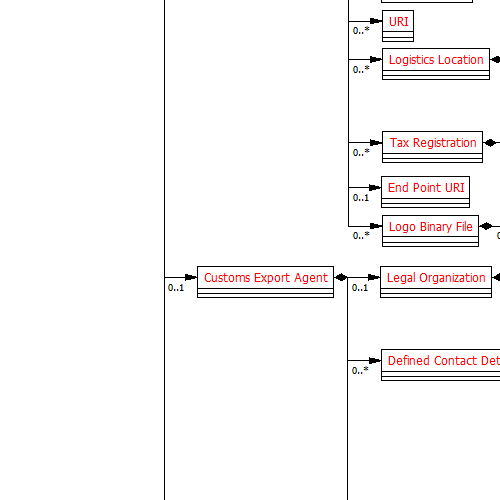 URI
0..*
Logistics Location
0..*
Tax Registration
0..*
End Point URI
0..1
Logo Binary File
0..*
Customs Export Agent
0..1
Legal Organization
0..1
Defined Contact Det
0..*